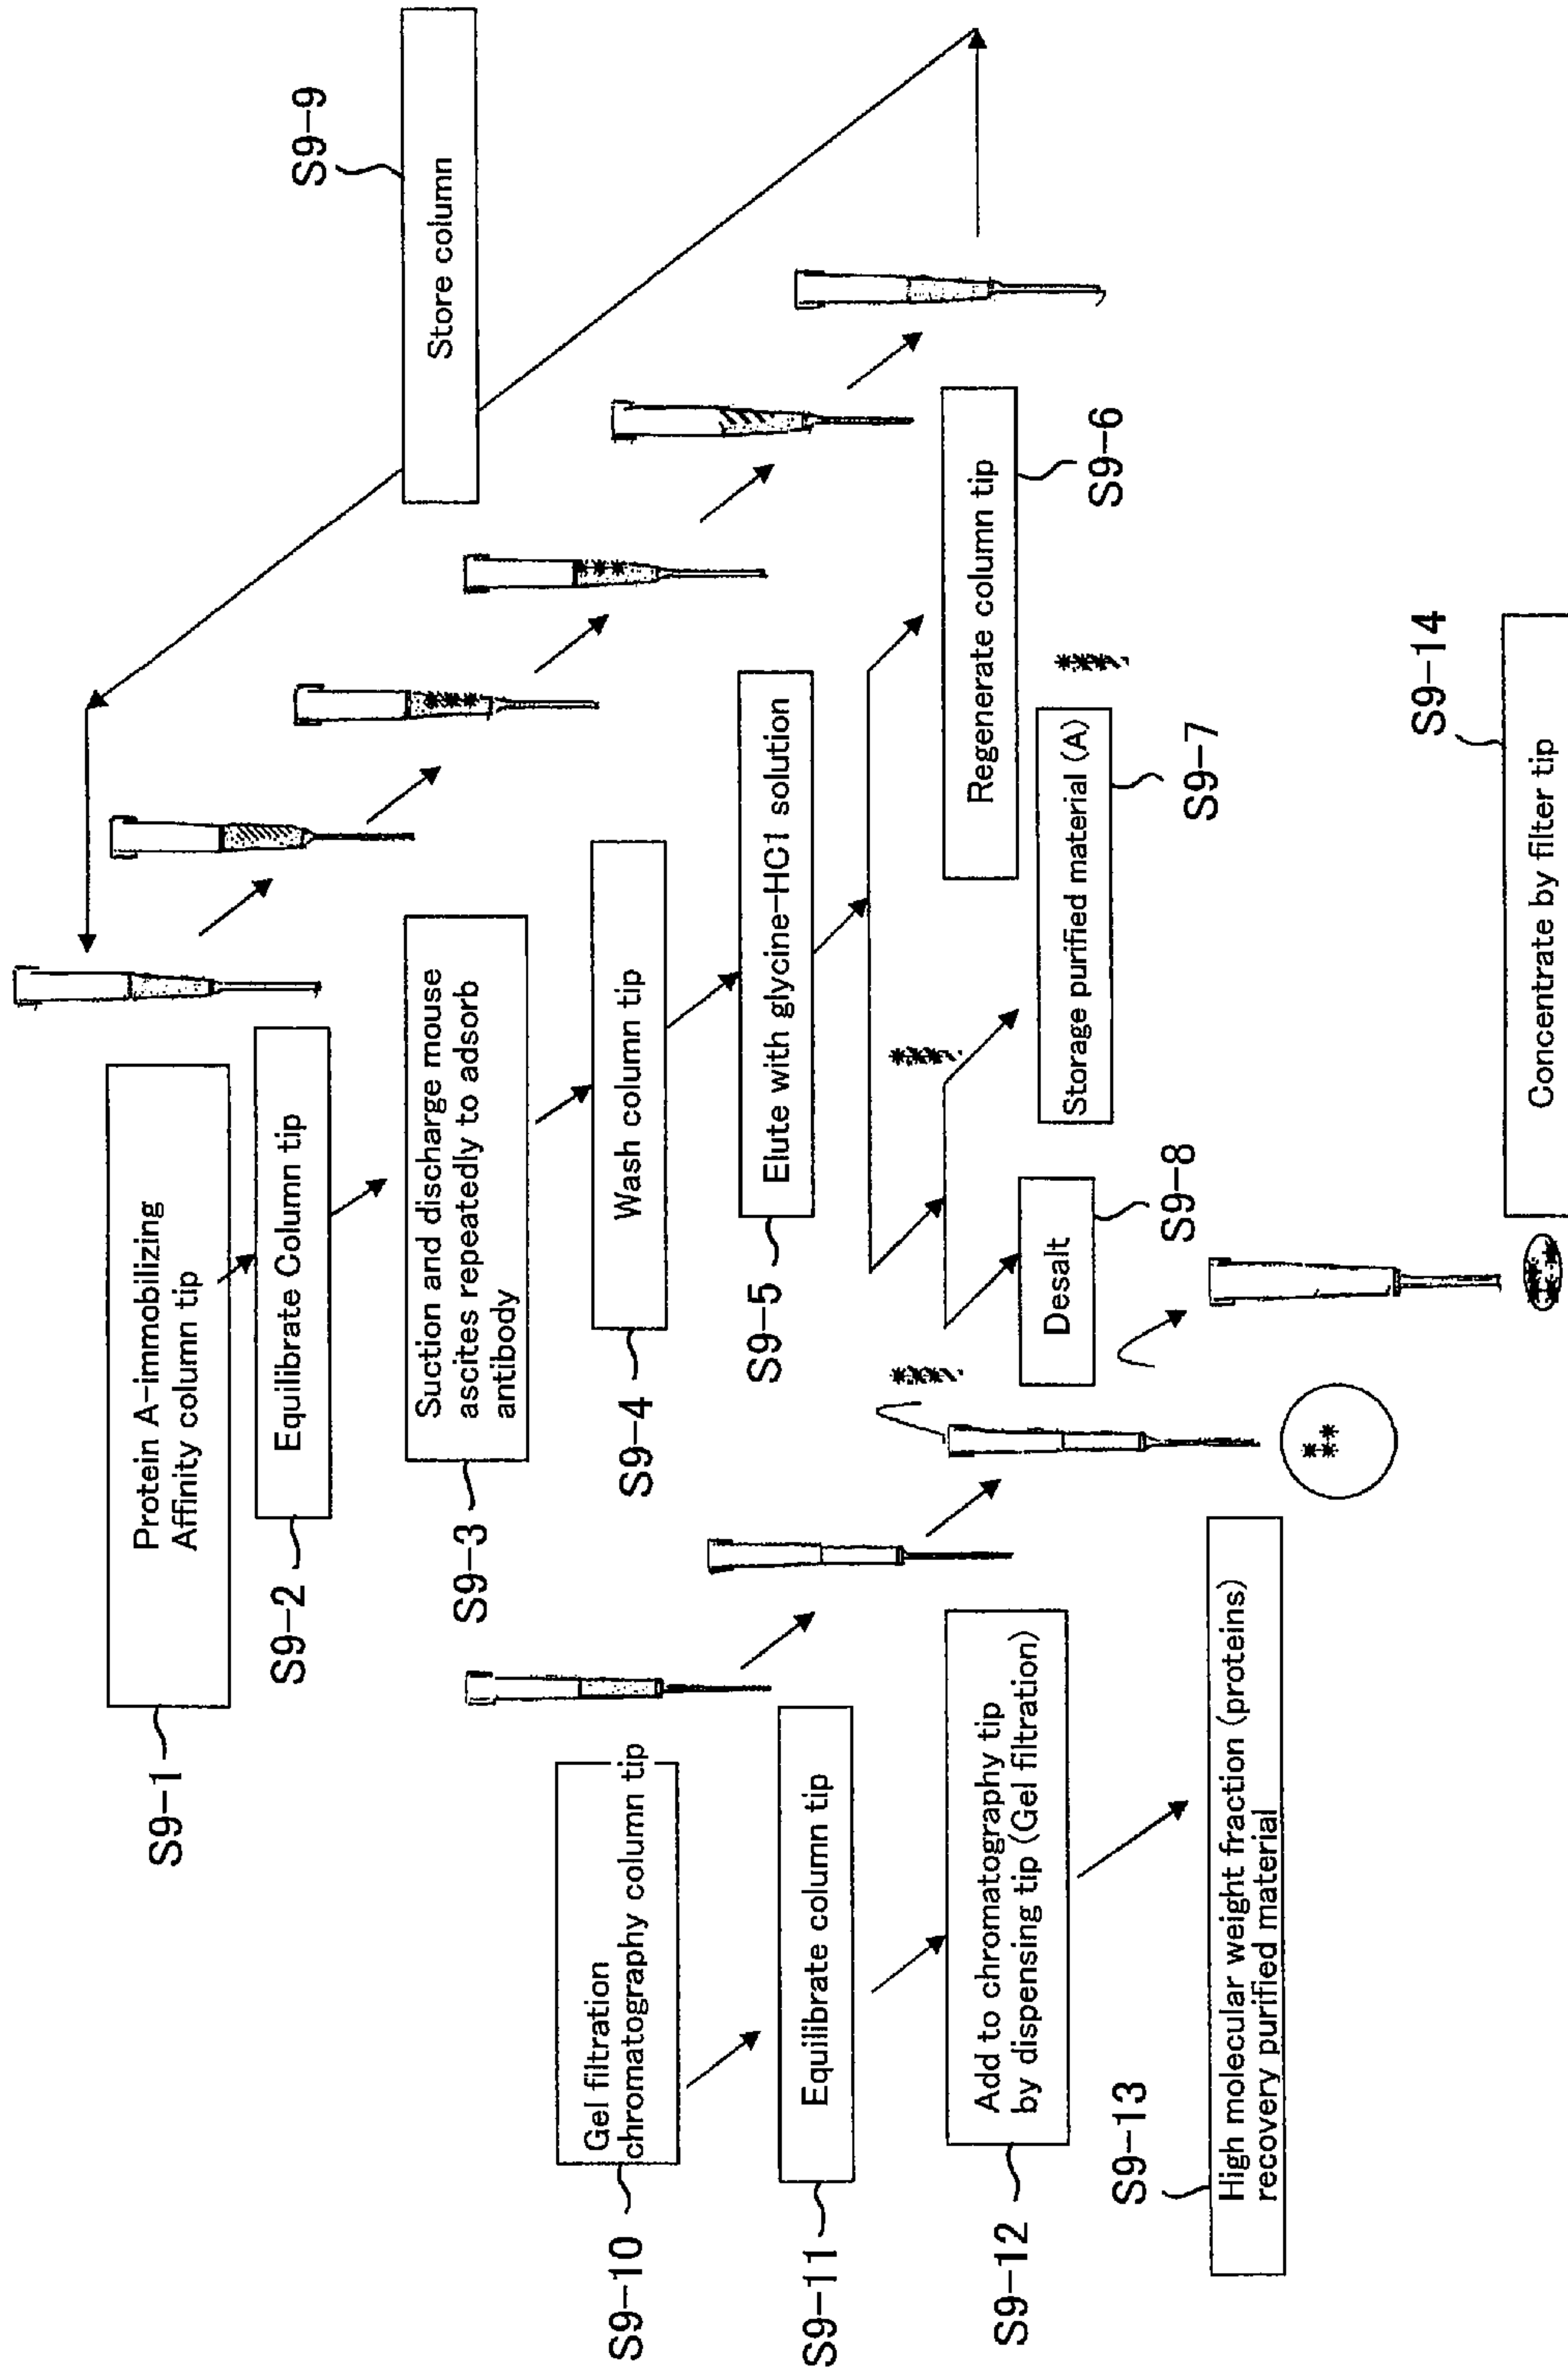 S9-1
Protein A-immobilizing
Affinity column tip
S9-2
Equilibrate Column tip
S9-3
Suction and discharge mouse
ascites repeatedly to adsorb
antibody
S9-4
Wash column tip
S9-5
Elute with glycine-HC1 solution
Regenerate column tip
S9-6
Storage purified material (A)
S9-7
Desalt
S9-8
Store column
S9-9
S9-10
Gel filtration
chromatography column tip
S9-11
Equilibrate column tip
S9-12
Add to chromatography tip
by dispensing tip (Gel filtration)
S9-13
High molecular weight fraction (proteins)
recovery purified material
S9-14
Concentrate by filter tip